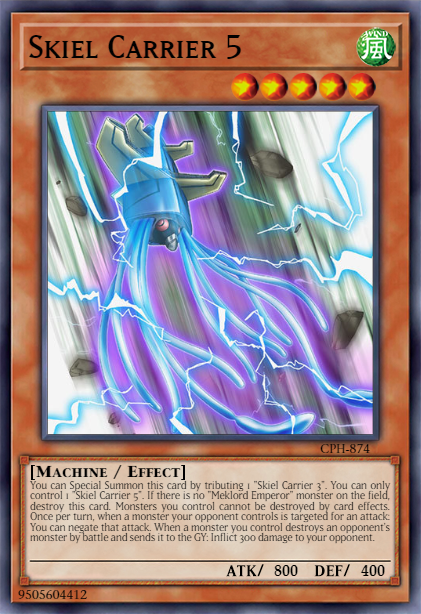 Skiel Carrier 5
WIND
風
CPH-874
[Machine / Effect]
You can Special Summon this card by tributing 1 "Skiel Carrier 3". You can only
control 1 "Skiel Carrier 5". If there is no "Meklord Emperor" monster on the field,
destroy this card. Monsters you control cannot be destroyed by card effects.
Once per turn, when a monster your opponent controls is targeted for an attack:
You can negate that attack. When a monster you control destroys an opponent's
monster by battle and sends it to the GY: Inflict 300 damage to your opponent.
ATK/ 800 DEF/ 400
9505604412